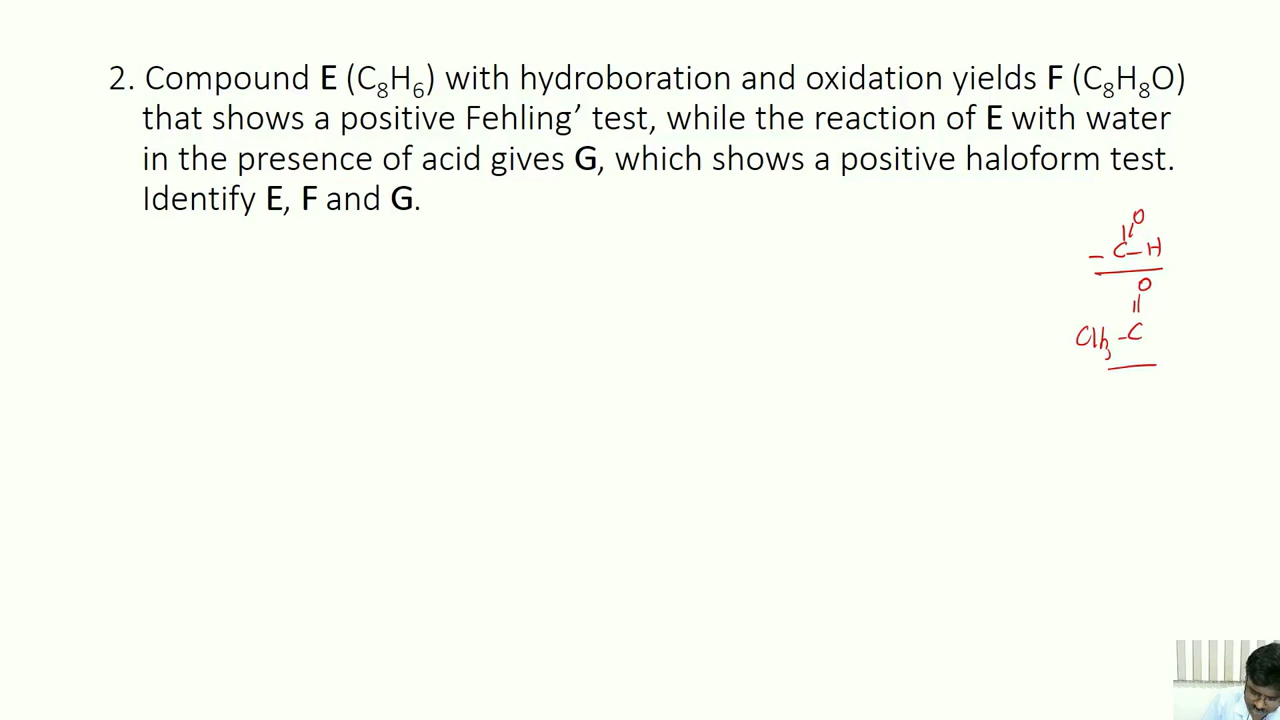 2. Compound E (C₈H₆) with hydroboration and oxidation yields F (C₈H₈O)
that shows a positive Fehling’ test, while the reaction of E with water
in the presence of acid gives G, which shows a positive haloform test.
Identify E, F and G.
O
– C – H
O
CH₃ – C